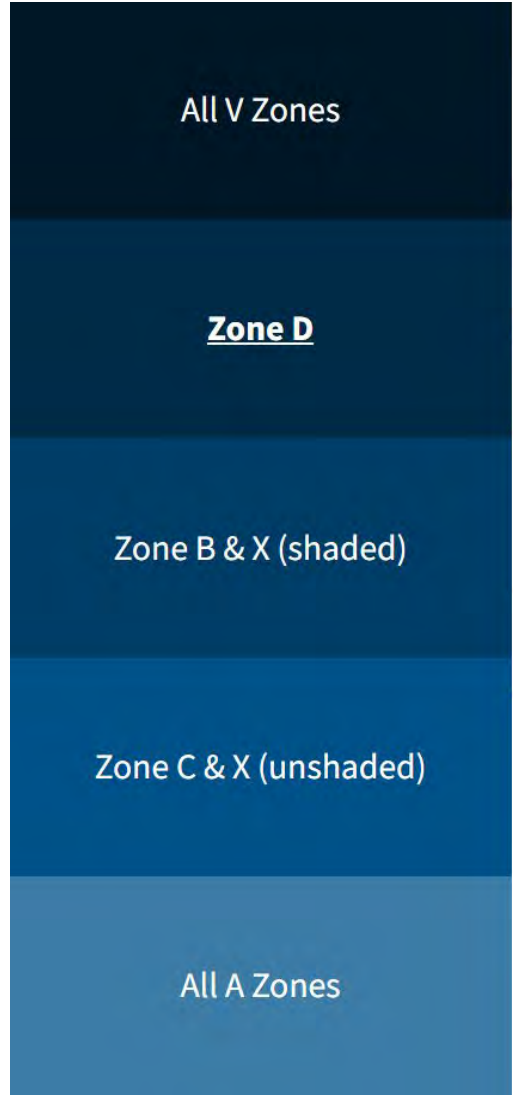 All V Zones
Zone D
Zone B & X (shaded)
Zone C & X (unshaded)
All A Zones